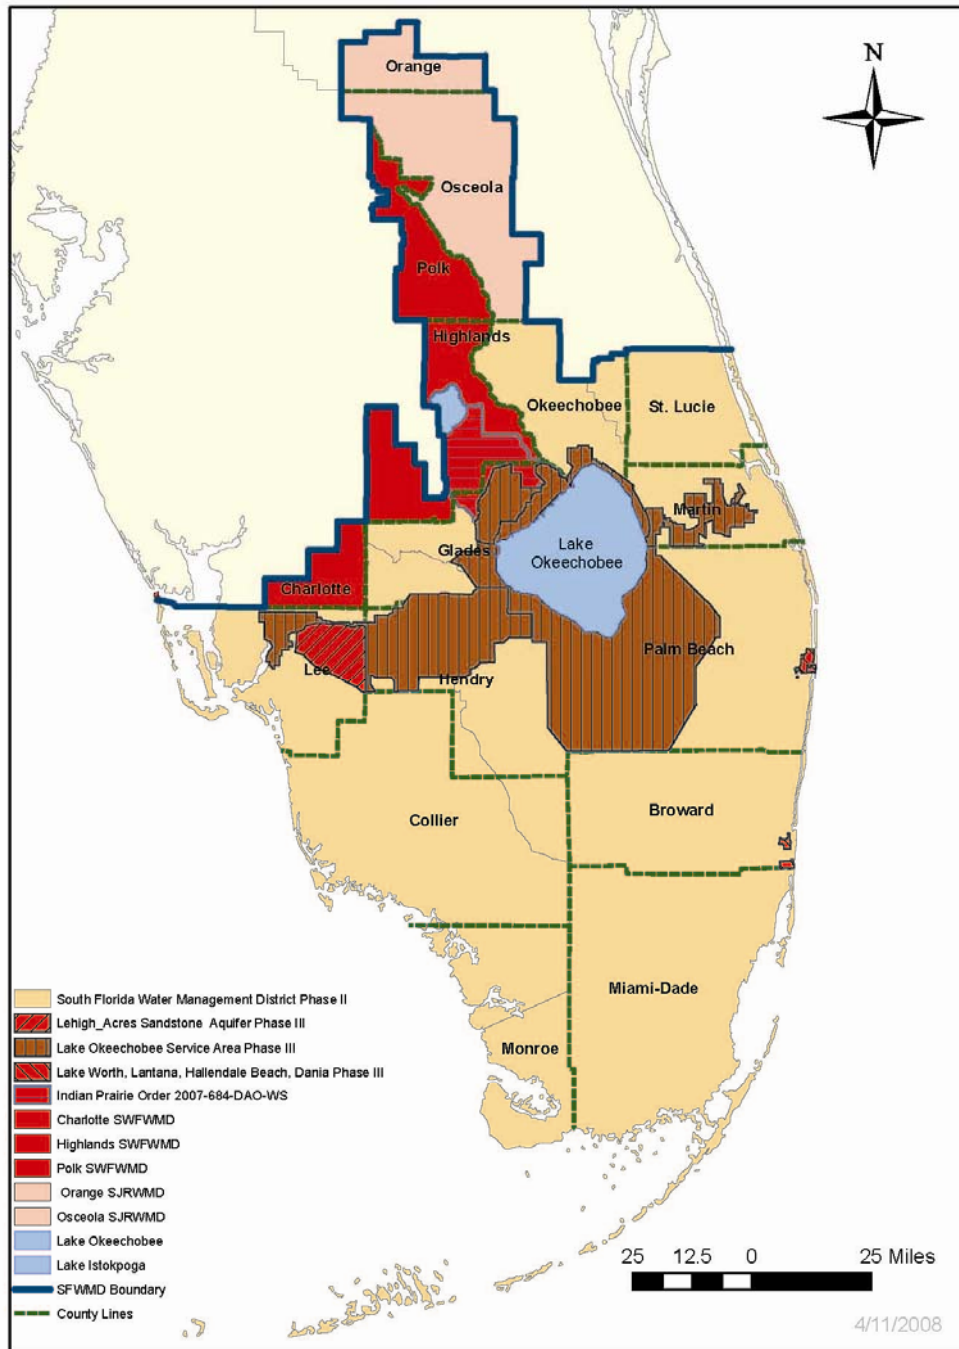 N
Orange
Osceola
Polk
Highlands
Okeechobee
St. Lucie
Martin
Glades
Lake
Okeechobee
Charlotte
Palm Beach
Lee
Hendry
Broward
Collier
Miami-Dade
Monroe
South Florida Water Management District Phase II
Lehigh_Acres Sandstone Aquifer Phase III
Lake Okeechobee Service Area Phase III
Lake Worth, Lantana, Hallendale Beach, Dania Phase III
Indian Prairie Order 2007-684-DAO-WS
Charlotte SWFWMD
Highlands SWFWMD
Polk SWFWMD
Orange SJRWMD
Osceola SJRWMD
Lake Okeechobee
Lake Istokpoga
SFWMD Boundary
County Lines
25 12.5 0 25 Miles
4/11/2008